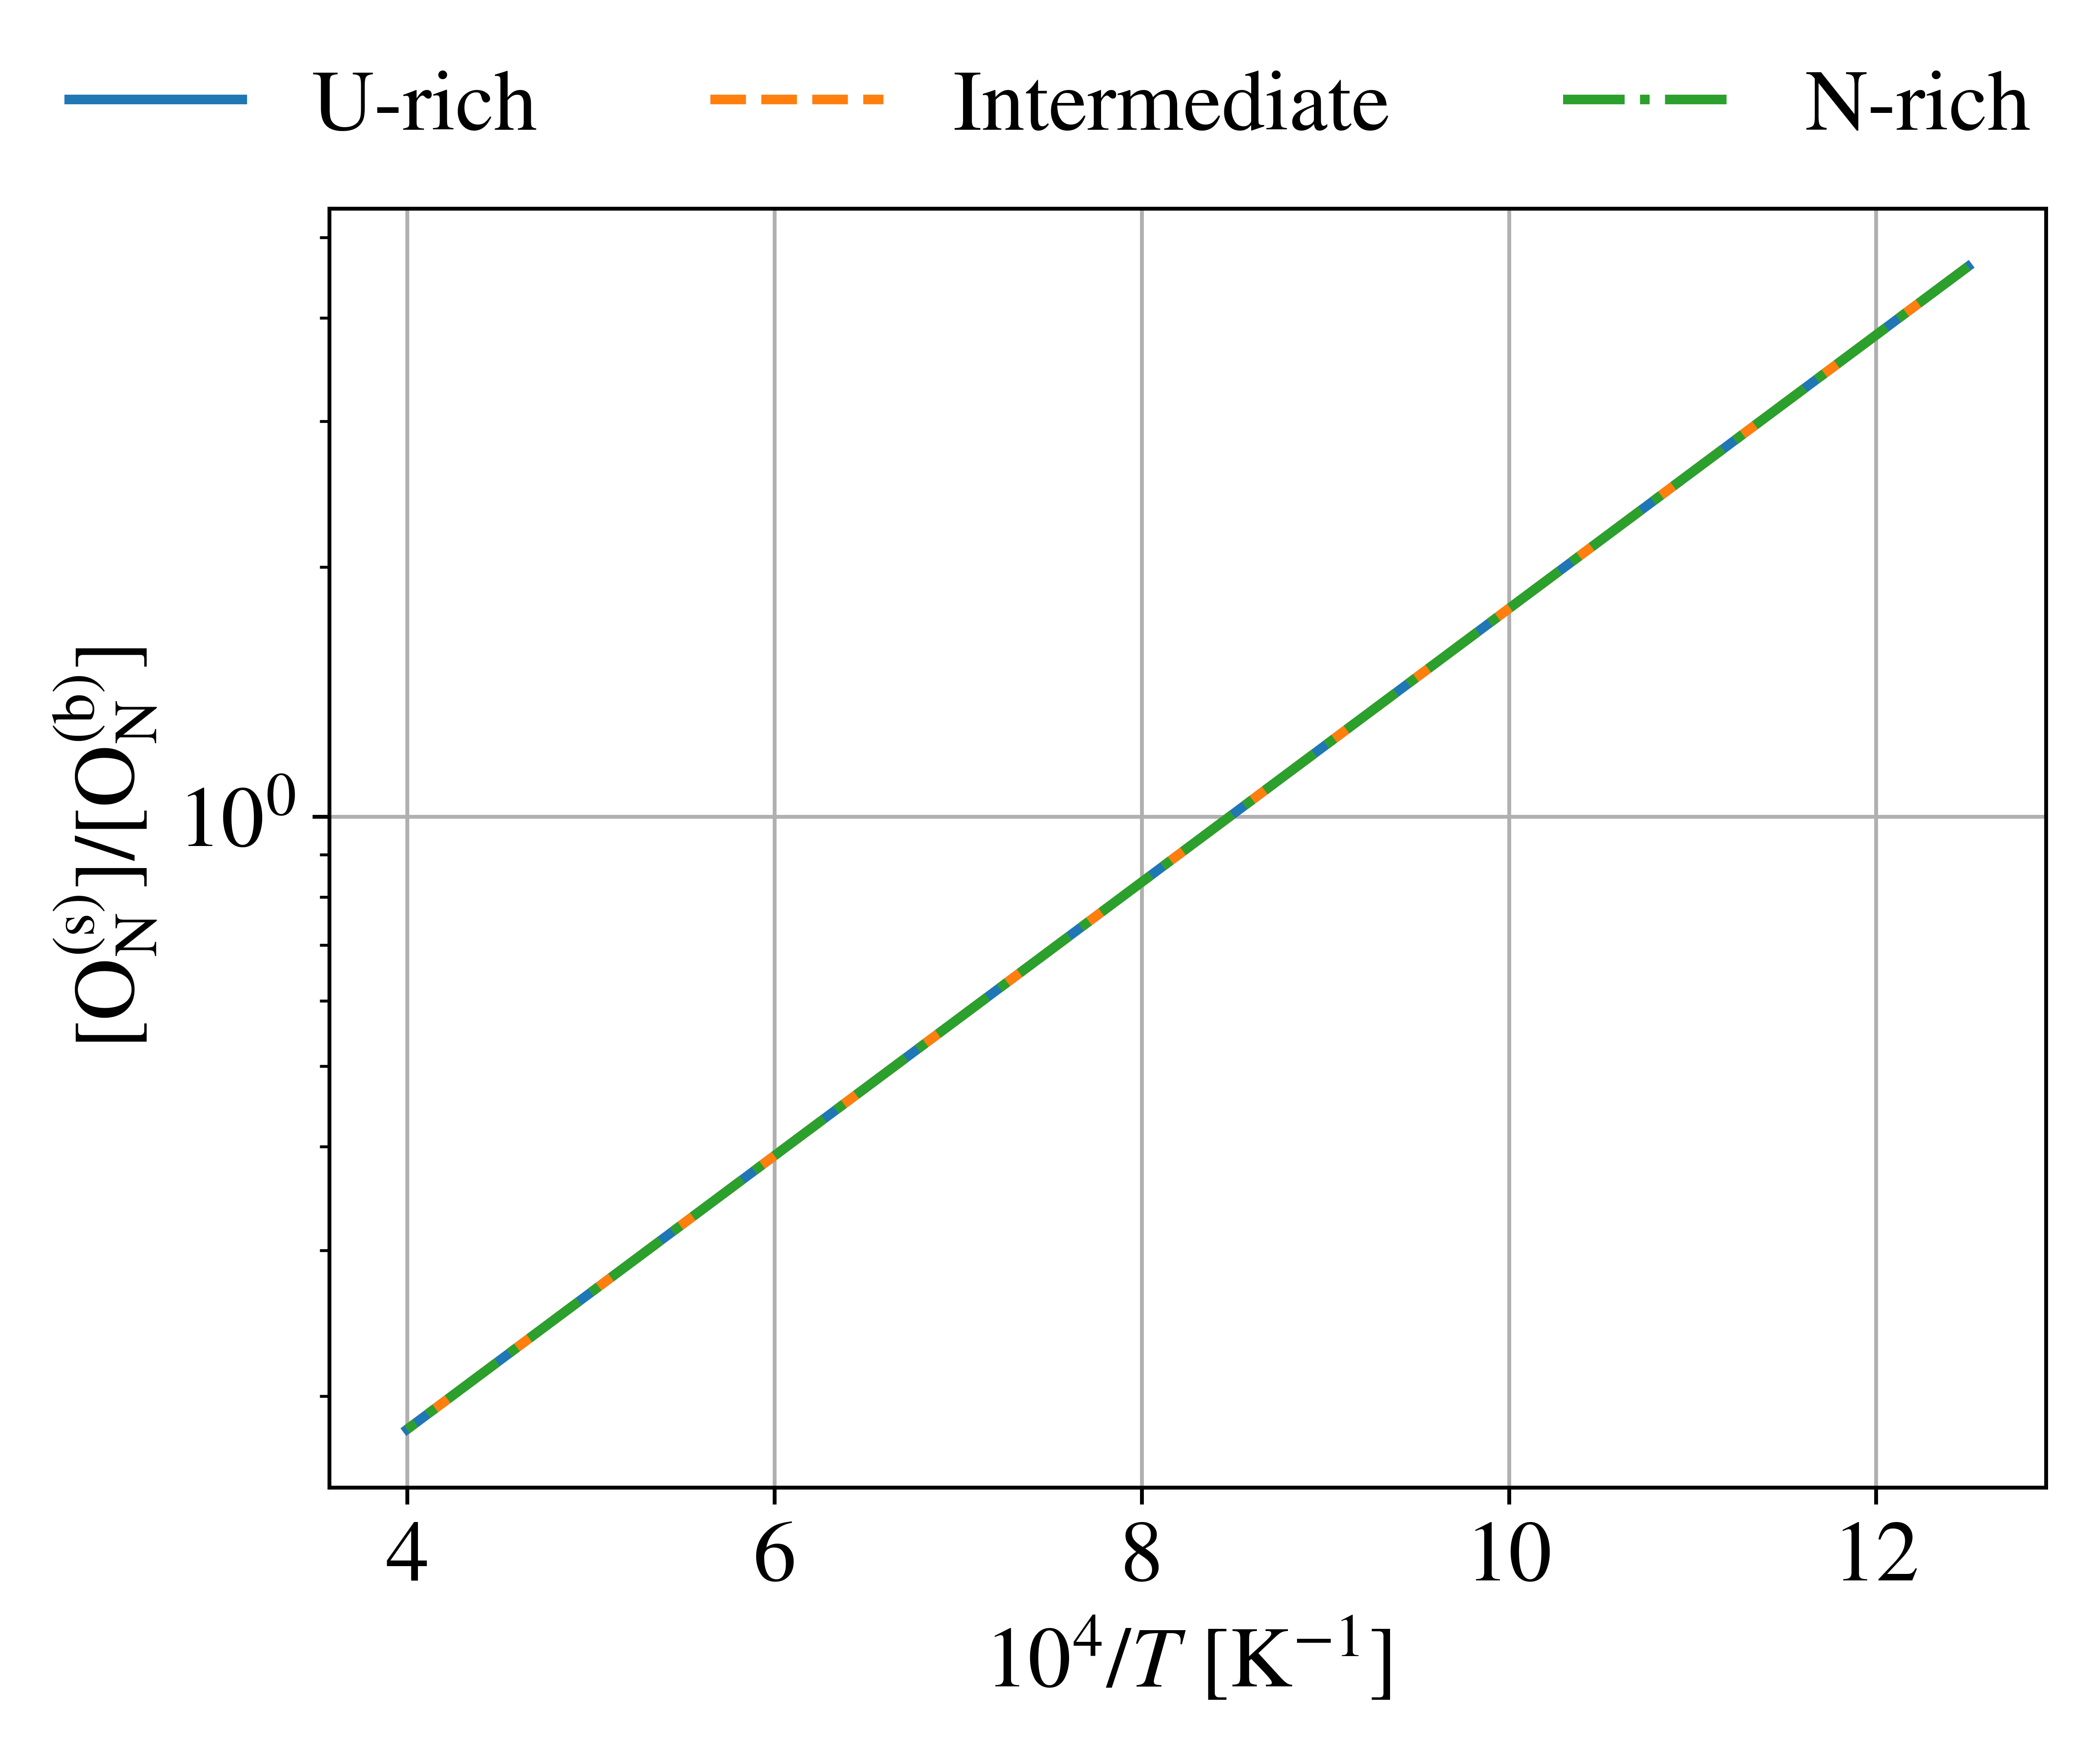 U-rich Intermediate N-rich
[O_N^(s)]/[O_N^(q)]
10^0
4 6 8 10 12
10^4/T [K^−1]